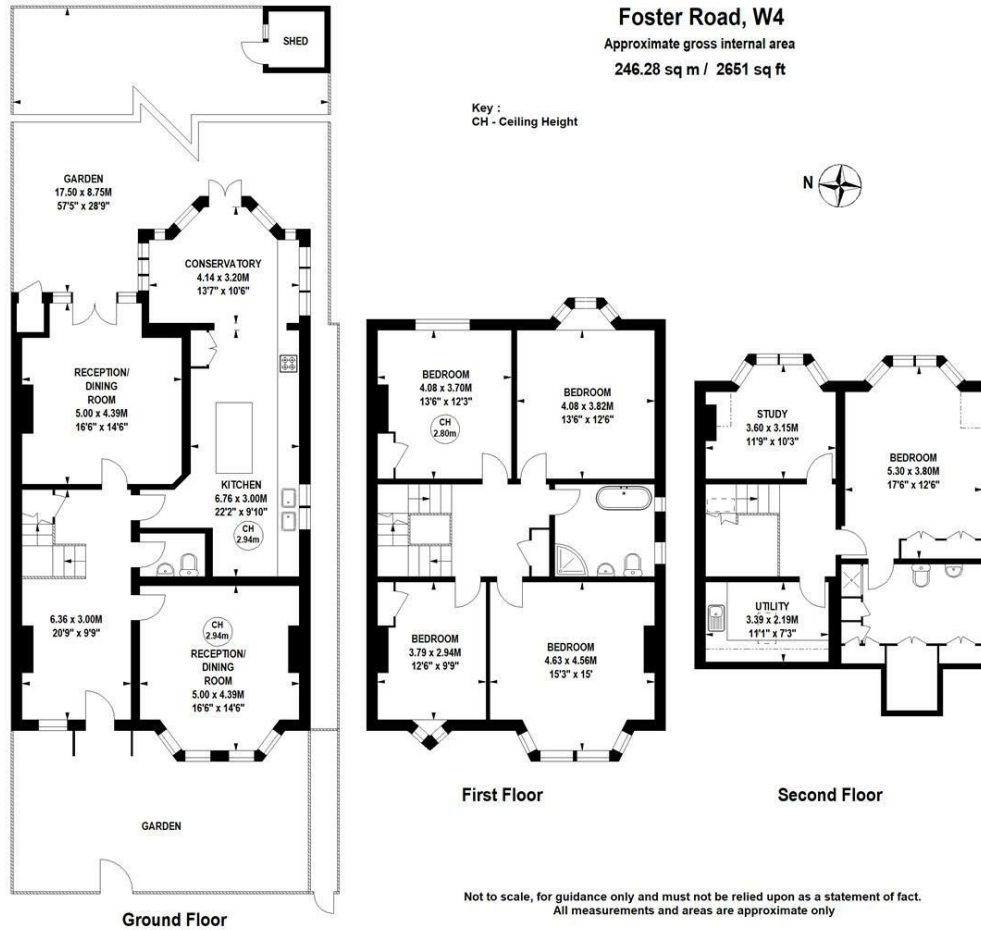 Foster Road, W4
Approximate gross internal area
246.28 sq m / 2651 sq ft
Key :
CH - Ceiling Height
N
SHED
GARDEN
17.50 x 8.75M
57'5" x 28'9"
CONSERVATORY
4.14 x 3.20M
13'7" x 10'6"
RECEPTION/
DINING
ROOM
5.00 x 4.39M
16'6" x 14'6"
KITCHEN
6.76 x 3.00M
22'2" x 9'10"
CH
2.94m
6.36 x 3.00M
20'9" x 9'9"
CH
2.94m
RECEPTION/
DINING
ROOM
5.00 x 4.39M
16'6" x 14'6"
GARDEN
Ground Floor
BEDROOM
4.08 x 3.70M
13'6" x 12'3"
CH
2.80m
BEDROOM
4.08 x 3.82M
13'6" x 12'6"
BEDROOM
3.79 x 2.94M
12'6" x 9'9"
BEDROOM
4.63 x 4.56M
15'3" x 15'
First Floor
STUDY
3.60 x 3.15M
11'9" x 10'3"
BEDROOM
5.30 x 3.80M
17'6" x 12'6"
UTILITY
3.39 x 2.19M
11'1" x 7'3"
Second Floor
Not to scale, for guidance only and must not be relied upon as a statement of fact.
All measurements and areas are approximate only